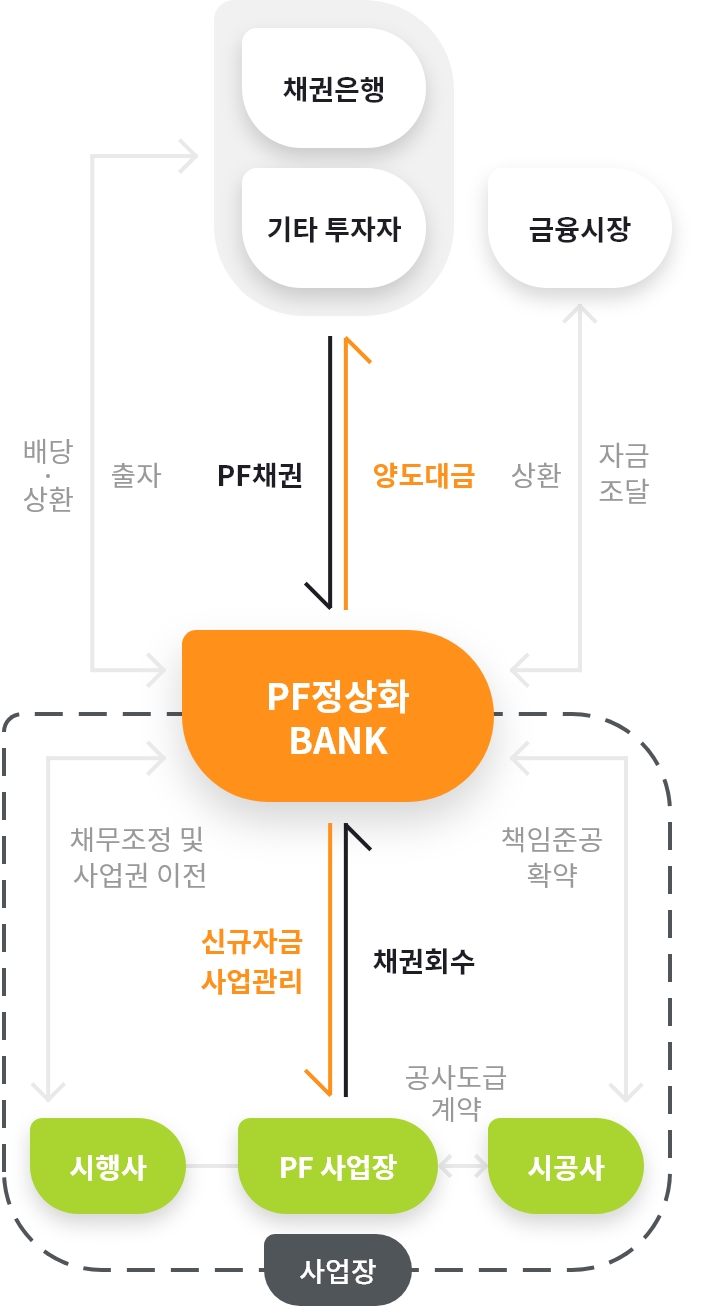 채권은행
기타 투자자
금융시장
배당
·
상환
출자
PF채권
양도대금
상환
자금
조달
PF정상화
BANK
채무조정 및
사업권 이전
책임준공
확약
신규자금
사업관리
채권회수
공사도급
계약
시행사
PF 사업장
시공사
사업장